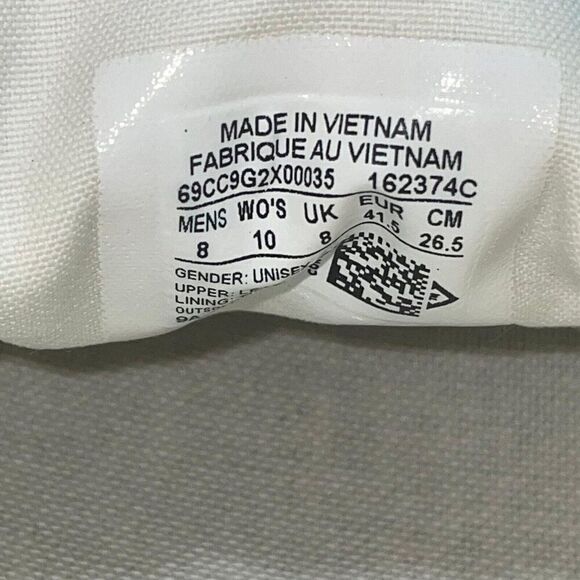 MADE IN VIETNAM
FABRIQUE AU VIETNAM
69CC9G2X00035 162374C
MENS WO'S UK EUR CM
8 10 8 41.5 26.5
GENDER: UNISEX
UPPER:
LINING: